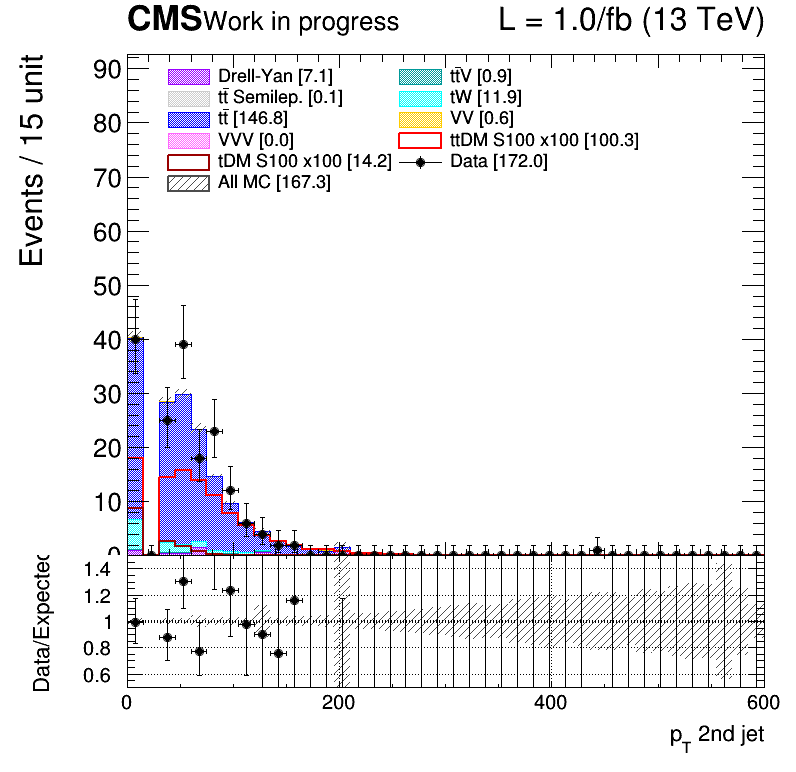 CMS Work in progress L = 1.0/fb (13 TeV)
Events / 15 unit
90
80
70
60
50
40
30
20
10
0
Drell-Yan [7.1] tt̄V [0.9]
tt̄ Semilep. [0.1] tW [11.9]
tt̄ [146.8] VV [0.6]
VVV [0.0] ttDM S100 x100 [100.3]
tDM S100 x100 [14.2] Data [172.0]
All MC [167.3]
Data/Expected
1.4
1.2
1
0.8
0.6
0 200 400 600
p_T 2nd jet